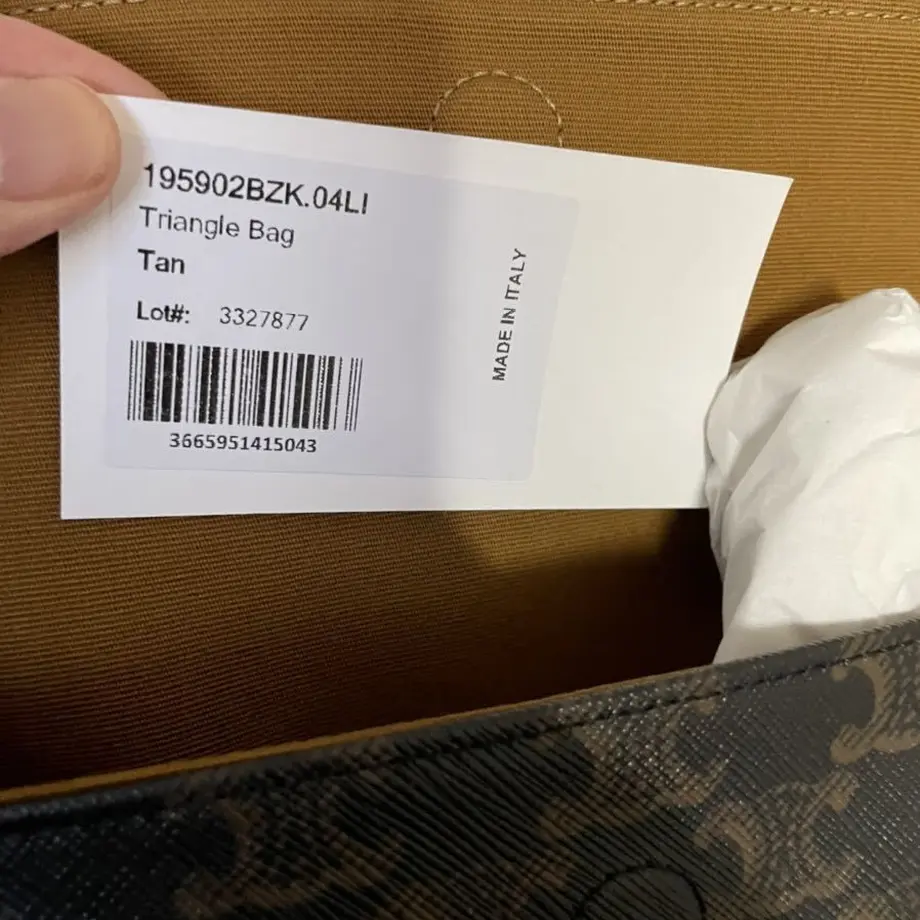 195902BZK.04LI
Triangle Bag
Tan
Lot#: 3327877
3665951415043
MADE IN ITALY